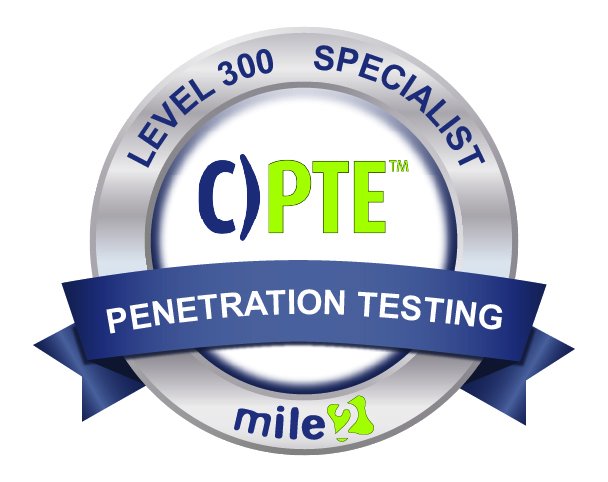 LEVEL 300 SPECIALIST
C)PTE™
PENETRATION TESTING
mile2